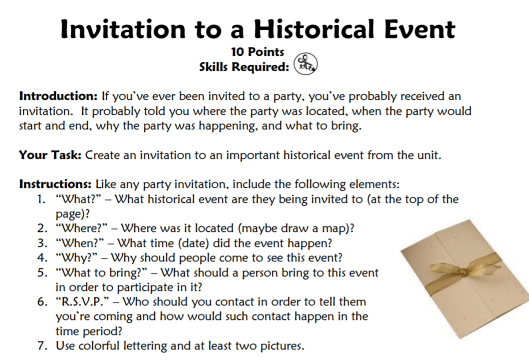 Invitation to a Historical Event
10 Points
Skills Required:
Introduction: If you've ever been invited to a party, you've probably received an
invitation. It probably told you where the party was located, when the party would
start and end, why the party was happening, and what to bring.
Your Task: Create an invitation to an important historical event from the unit.
Instructions: Like any party invitation, include the following elements:
1. "What?" – What historical event are they being invited to (at the top of the
page)?
2. "Where?" – Where was it located (maybe draw a map)?
3. "When?" – What time (date) did the event happen?
4. "Why?" – Why should people come to see this event?
5. "What to bring?" – What should a person bring to this event
in order to participate in it?
6. "R.S.V.P." – Who should you contact in order to tell them
you're coming and how would such contact happen in the
time period?
7. Use colorful lettering and at least two pictures.